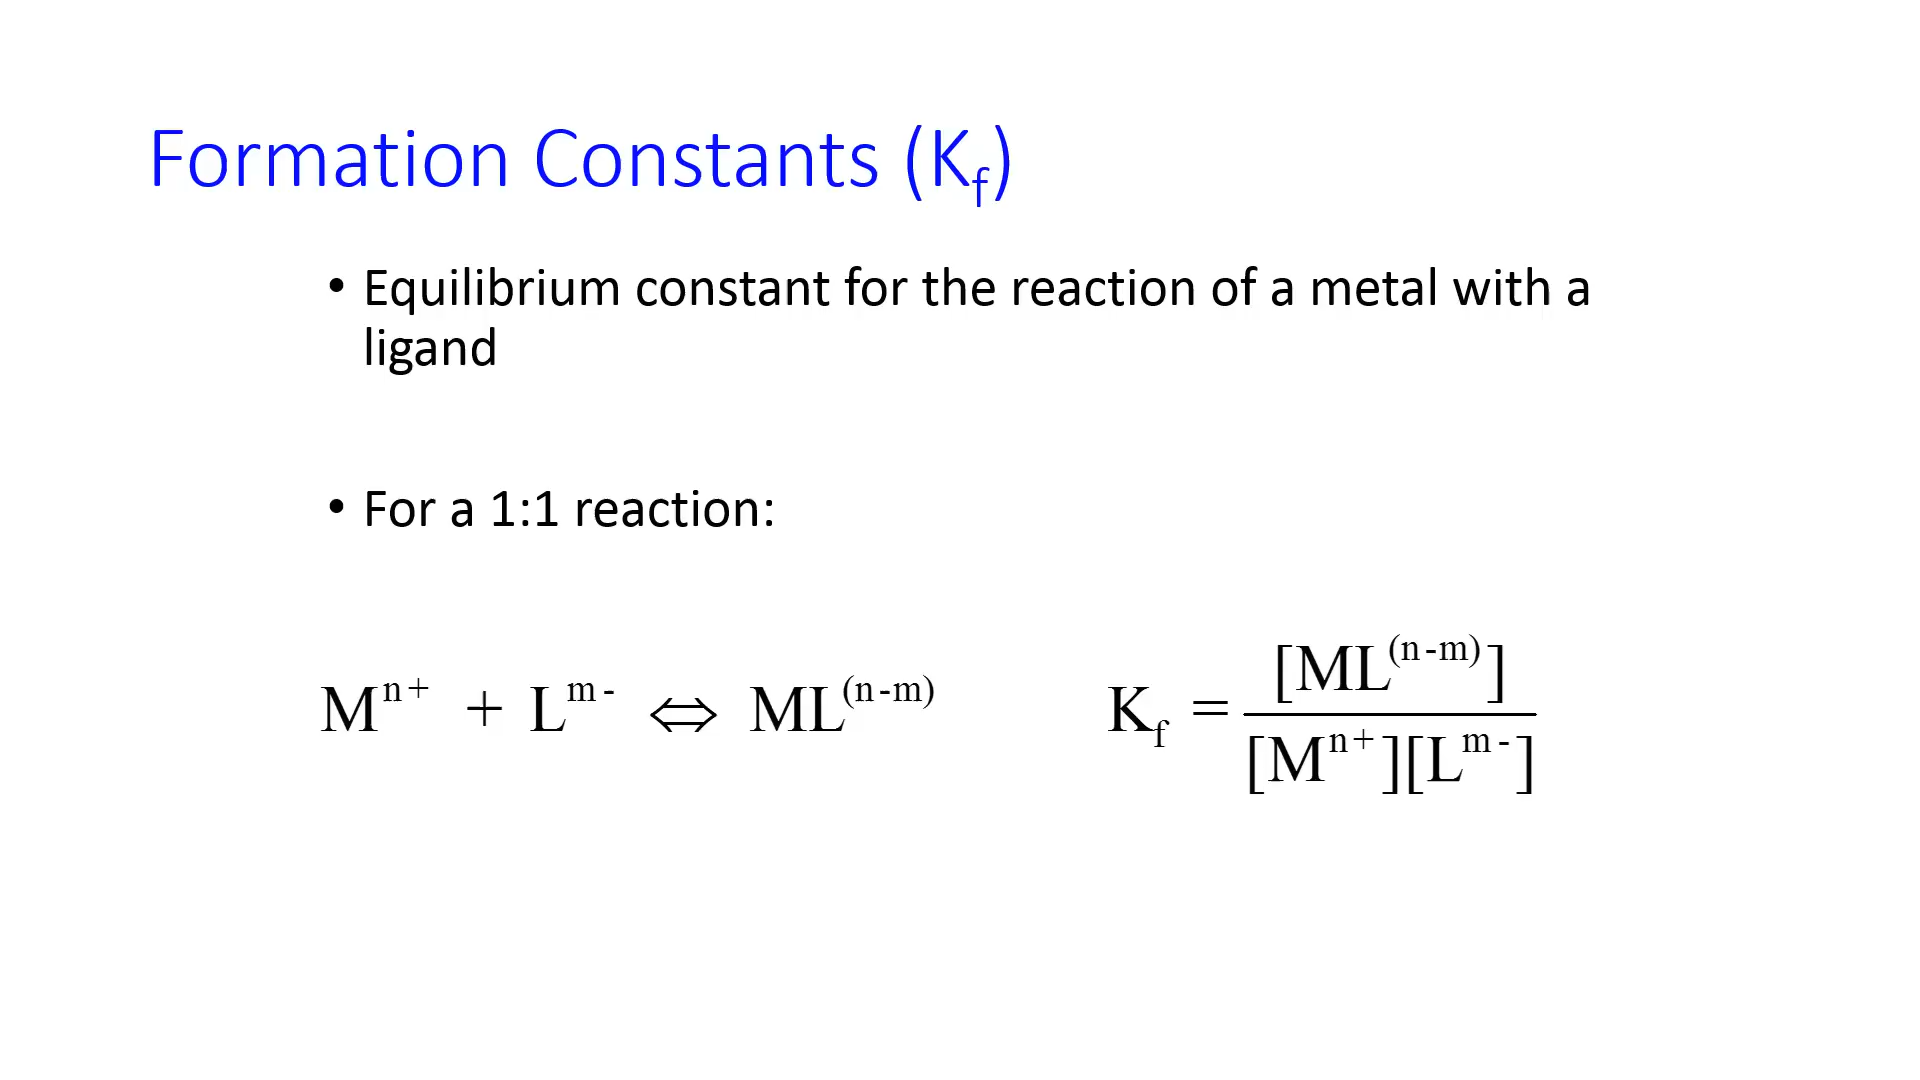 Formation Constants (K_f)
• Equilibrium constant for the reaction of a metal with a
ligand
• For a 1:1 reaction:
M^{n+} + L^{m-} ⇔ ML^{(n-m)}
K_f = \frac{[ML^{(n-m)}]}{[M^{n+}][L^{m-}]}